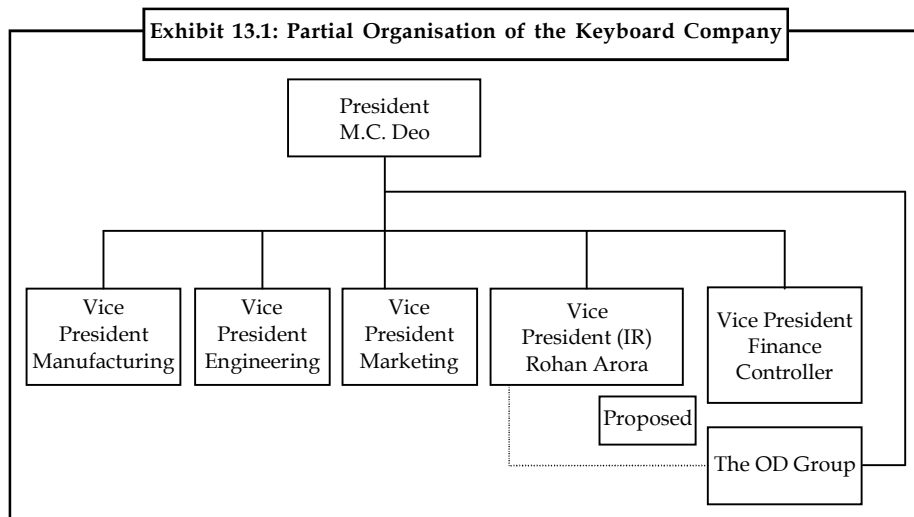 Exhibit 13.1: Partial Organisation of the Keyboard Company
President
M.C. Deo
Vice
President
Manufacturing
Vice
President
Engineering
Vice
President
Marketing
Vice
President (IR)
Rohan Arora
Vice President
Finance
Controller
Proposed
The OD Group